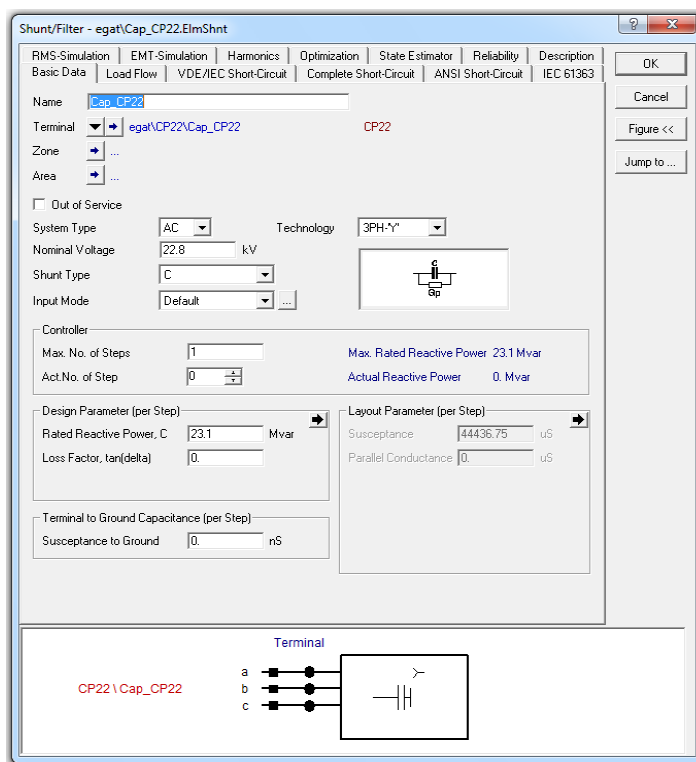 Shunt/Filter - egat\Cap_CP22.ElmShnt
?
RMS-Simulation EMT-Simulation Harmonics Optimization State Estimator Reliability Description
Basic Data Load Flow VDE/IEC Short-Circuit Complete Short-Circuit ANSI Short-Circuit IEC 61363
OK
Cancel
Figure <<
Jump to ...
Name Cap_CP22
Terminal egat\CP22\Cap_CP22 CP22
Zone ...
Area ...
Out of Service
System Type AC Technology 3PH-'Y'
Nominal Voltage 22.8 kV
Shunt Type C
Input Mode Default ...
C
Gp
Controller
Max. No. of Steps 1 Max. Rated Reactive Power 23.1 Mvar
Act.No. of Step 0 Actual Reactive Power 0. Mvar
Design Parameter (per Step)
Rated Reactive Power, C 23.1 Mvar
Loss Factor, tan(delta) 0.
Layout Parameter (per Step)
Susceptance 44436.75 uS
Parallel Conductance 0. uS
Terminal to Ground Capacitance (per Step)
Susceptance to Ground 0. nS
Terminal
a
b
c
CP22 \ Cap_CP22